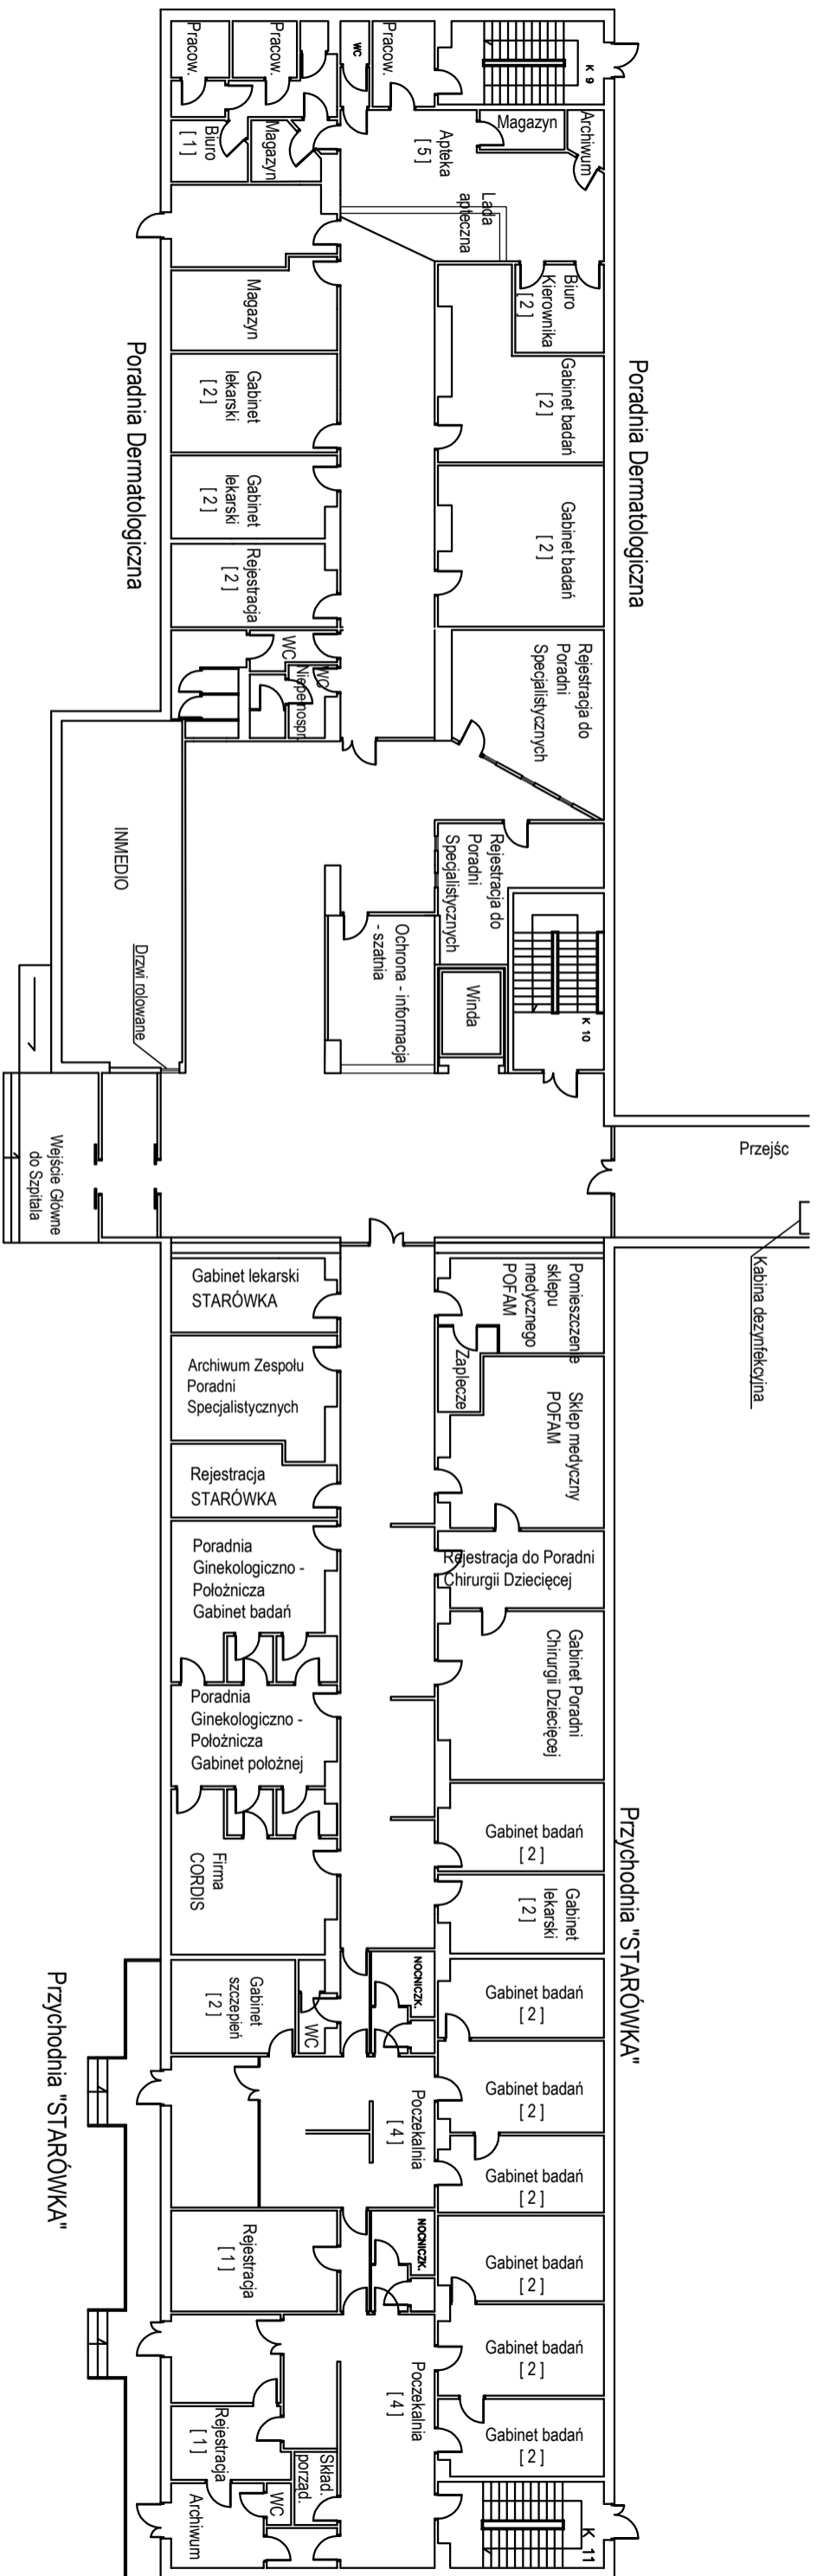 Pracow.
Pracow.
WC
Pracow.
K 9
Biuro
[ 1 ]
Magazyn
Apteka
[ 5 ]
Magazyn
Archiwum
Lada
apteczna
Biuro
Kierownika
[ 2 ]
Magazyn
Poradnia Dermatologiczna
Gabinet
lekarski
[ 2 ]
Gabinet badań
[ 2 ]
Poradnia Dermatologiczna
Gabinet
lekarski
[ 2 ]
Gabinet badań
[ 2 ]
Rejestracja
[ 2 ]
WC
WC
Niepełnospr.
Rejestracja do
Poradni
Specjalistycznych
INMEDIO
Rejestracja do
Poradni
Specjalistycznych
Drzwi rolowane
Ochrona - informacja
- szatnia
Winda
K 10
Wejście Główne
do Szpitala
Przejśc
Kabina dezynfekcyjna
Gabinet lekarski
STARÓWKA
Pomieszczenie
sklepu
medycznego
POFAM
Zaplecze
Archiwum Zespołu
Poradni
Specjalistycznych
Sklep medyczny
POFAM
Rejestracja
STARÓWKA
Poradnia
Ginekologiczno -
Położnicza
Gabinet badań
Rejestracja do Poradni
Chirurgii Dziecięcej
Gabinet Poradni
Chirurgii Dziecięcej
Poradnia
Ginekologiczno -
Położnicza
Gabinet położnej
Gabinet badań
[ 2 ]
Przychodnia "STARÓWKA"
Firma
CORDIS
Gabinet
lekarski
[ 2 ]
Gabinet
szczepień
[ 2 ]
WC
NOCNICZK.
Gabinet badań
[ 2 ]
Przychodnia "STARÓWKA"
Poczekalnia
[ 4 ]
Gabinet badań
[ 2 ]
Gabinet badań
[ 2 ]
Rejestracja
[ 1 ]
NOCNICZK.
Gabinet badań
[ 2 ]
Poczekalnia
[ 4 ]
Gabinet badań
[ 2 ]
Rejestracja
[ 1 ]
Skład.
porząd.
Gabinet badań
[ 2 ]
Archiwum
WC
K 11